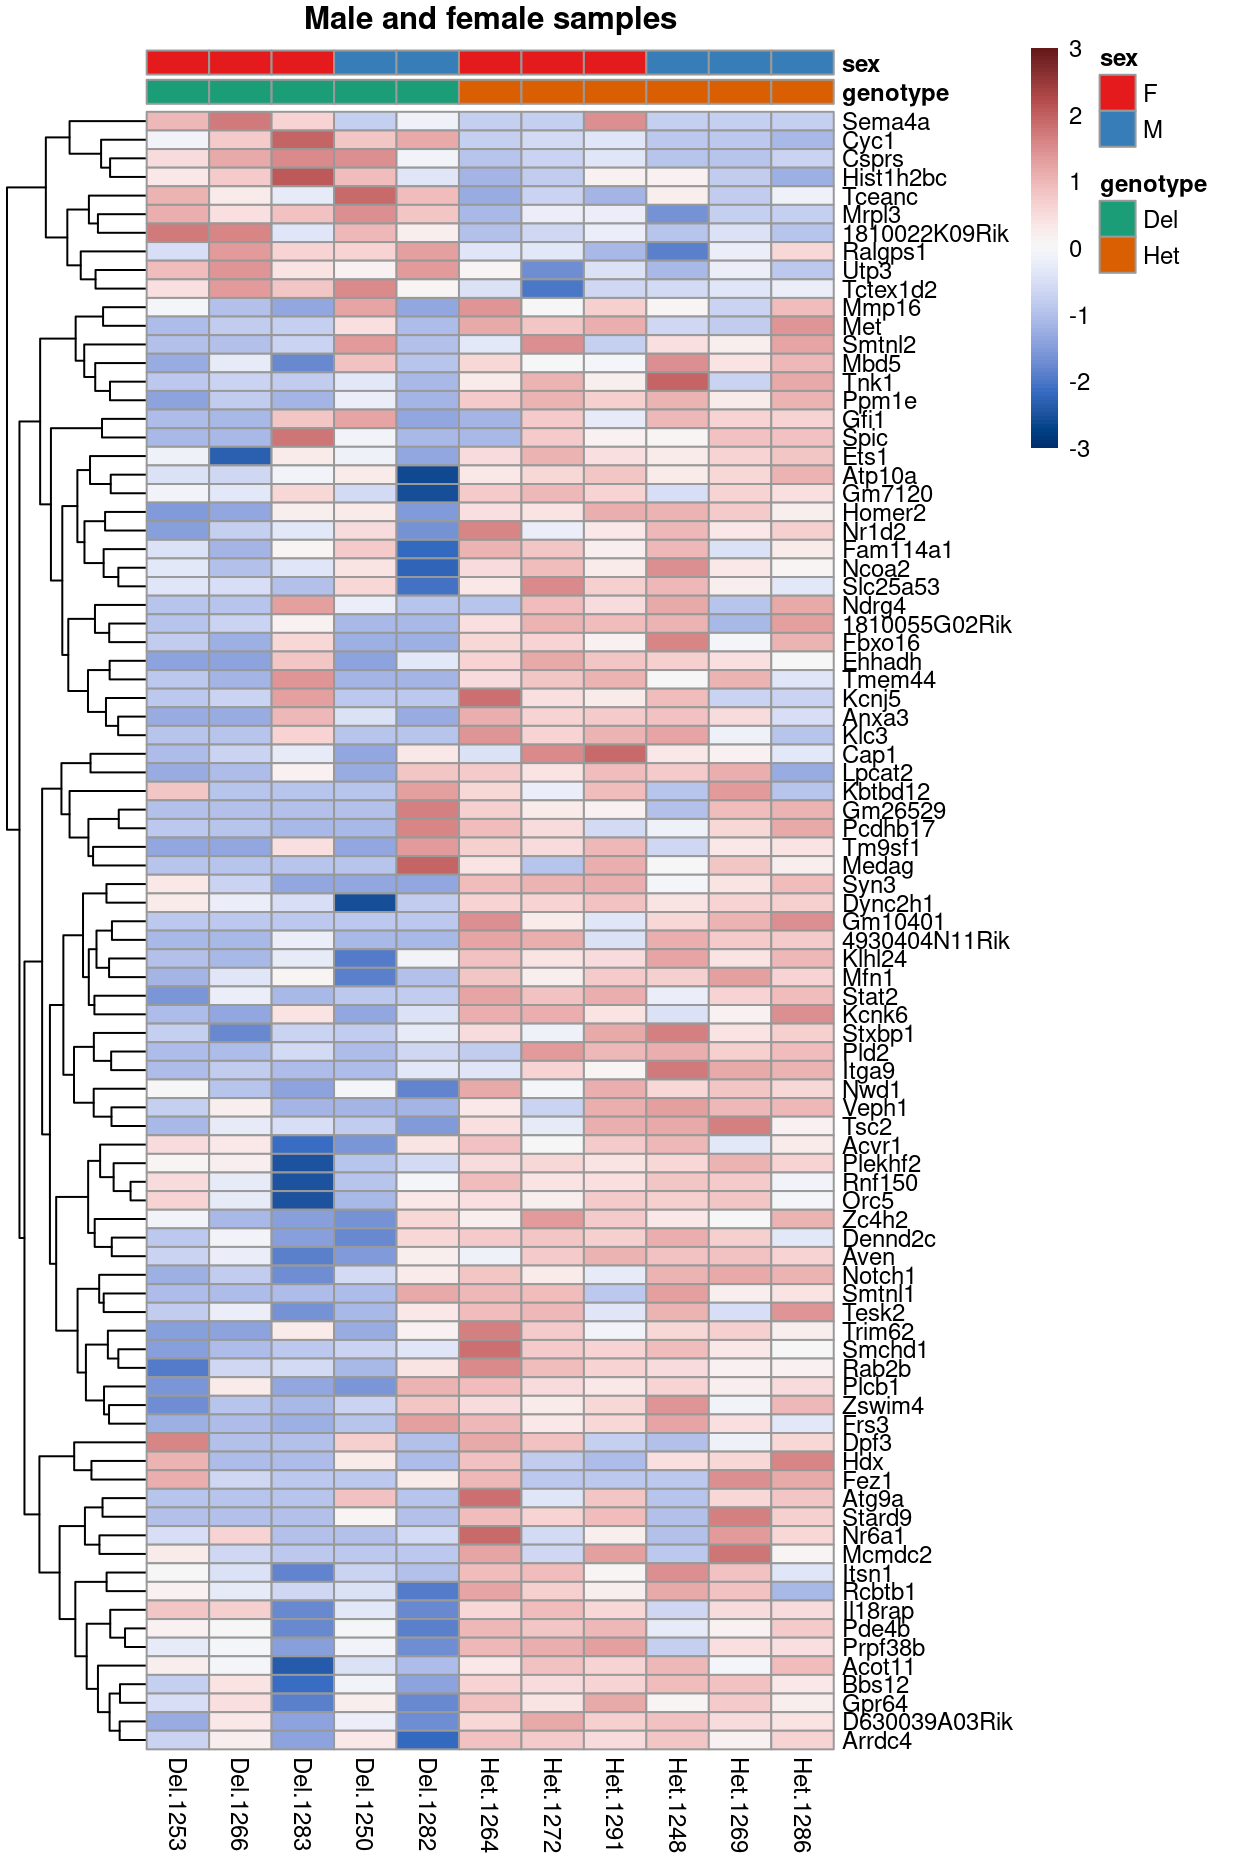 Male and female samples
sex
genotype
Sema4a
Cyc1
Csprs
Hist1h2bc
Tceanc
Mrpl3
1810022K09Rik
Ralgps1
Utp3
Tctex1d2
Mmp16
Met
Smtnl2
Mbd5
Tnk1
Ppm1e
Gfi1
Spic
Ets1
Atp10a
Gm7120
Homer2
Nr1d2
Fam114a1
Ncoa2
Slc25a53
Ndrg4
1810055G02Rik
Fbxo16
Ehhadh
Tmem44
Kcnj5
Anxa3
Klc3
Cap1
Lpcat2
Kbtbd12
Gm26529
Pcdhb17
Tm9sf1
Medag
Syn3
Dync2h1
Gm10401
4930404N11Rik
Klhl24
Mfn1
Stat2
Kcnk6
Stxbp1
Pld2
Itga9
Nwd1
Veph1
Tsc2
Acvr1
Plekhf2
Rnf150
Orc5
Zc4h2
Dennd2c
Aven
Notch1
Smtnl1
Tesk2
Trim62
Smchd1
Rab2b
Plcb1
Zswim4
Frs3
Dpf3
Hdx
Fez1
Atg9a
Stard9
Nr6a1
Mcmdc2
Itsn1
Rcbtb1
Il18rap
Pde4b
Prpf38b
Acot11
Bbs12
Gpr64
D630039A03Rik
Arrdc4
Del.1253
Del.1266
Del.1283
Del.1250
Del.1282
Het.1264
Het.1272
Het.1291
Het.1248
Het.1269
Het.1286
3
2
1
0
-1
-2
-3
sex
F
M
genotype
Del
Het